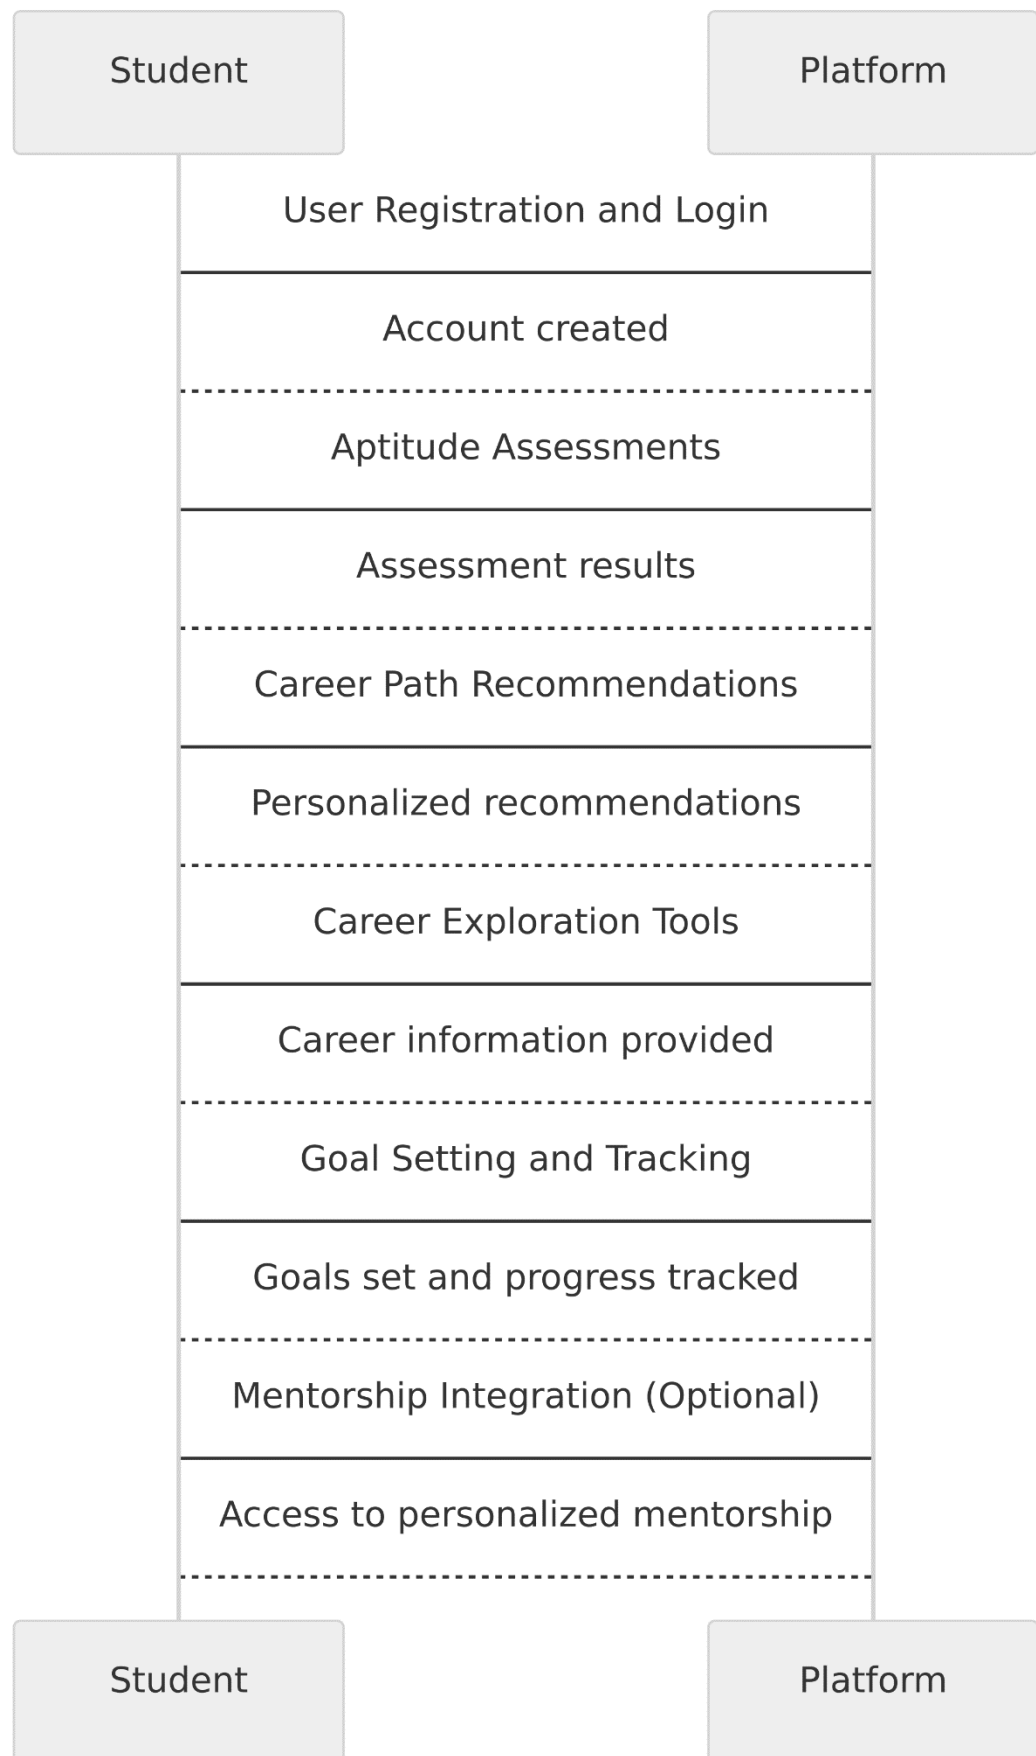 Student
Platform
User Registration and Login
Account created
Aptitude Assessments
Assessment results
Career Path Recommendations
Personalized recommendations
Career Exploration Tools
Career information provided
Goal Setting and Tracking
Goals set and progress tracked
Mentorship Integration (Optional)
Access to personalized mentorship
Student
Platform